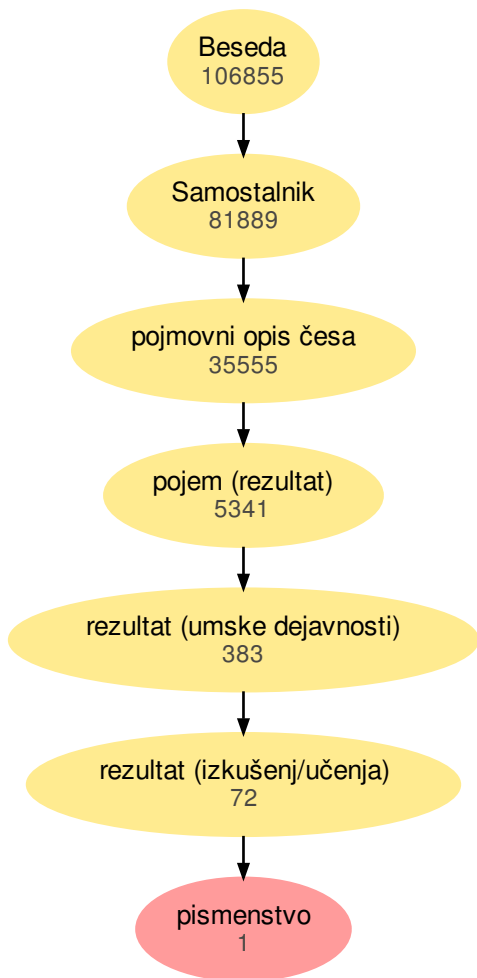 Beseda
106855
Samostalnik
81889
pojmovni opis česa
35555
pojem (rezultat)
5341
rezultat (umske dejavnosti)
383
rezultat (izkušenj/učenja)
72
pismenstvo
1